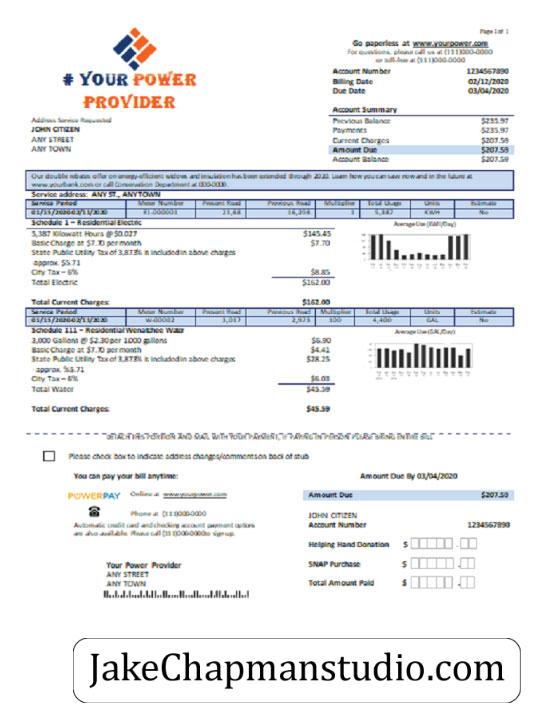 Page 1 of 1
Go paperless at www.yourpower.com
For questions, please call us at (111)000-0000
or toll-free at (111)000-0000
# YOUR POWER
PROVIDER
Account Number 1234567890
Billing Date 02/12/2020
Due Date 03/04/2020
Account Summary
Previous Balance $235.97
Payments $235.97
Current Charges $207.59
Amount Due $207.59
Account Balance $207.59
Address Service Requested
JOHN CITIZEN
ANY STREET
ANY TOWN
Our double rebates offer on energy-efficient widows and insulation has been extended through 2020. Learn how you can save now and in the future at
www.yourbank.com or call Conservation Department at 000-0000.
Service address: ANY ST., ANYTOWN
Service Period Meter Number Present Read Previous Read Multiplier Total Usage Units Estimate
01/15/2020-02/13/2020 16,298 1 5,387 KWH No
Schedule 1 – Residential Electric
5,387 Kilowatt Hours @ $0.027 $145.45
Basic Charge at $7.70 per month $7.70
State Public Utility Tax of 3,873% is included in above charges
approx. $5.71
City Tax – 6% $8.85
Total Electric $162.00
Average Use (KWH/Day)
Total Current Charges: $162.00
Service Period Meter Number Present Read Previous Read Multiplier Total Usage Units Estimate
01/15/2020-02/13/2020 W-00002 3,017 2,973 100 4,400 GAL No
Schedule 111 – Residential Wenatchee Water
3,000 Gallons @ $2.30 per 1000 gallons $6.90
Basic Charge at $7.70 per month $4.41
State Public Utility Tax of 3,873% is included in above charges $28.25
approx. %5.71
City Tax – 6% $6.03
Total Water $45.59
Average Use (GAL/Day)
Total Current Charges: $45.59
DETACH THIS PORTION AND MAIL WITH YOUR PAYMENT, IF PAYING IN PERSON PLEASE BRING ENTIRE BILL
Please check box to indicate address changes/comments on back of stub
You can pay your bill anytime:
POWERPAY Online at www.yourpower.com
Phone at (111)000-0000
Automatic credit card and checking account payment options
are also available. Please call (111)000-0000 to sign up.
Your Power Provider
ANY STREET
ANY TOWN
Amount Due By 03/04/2020
Amount Due $207.59
JOHN CITIZEN
Account Number 1234567890
Helping Hand Donation $ .
SNAP Purchase $ .
Total Amount Paid $ .
JakeChapmanstudio.com